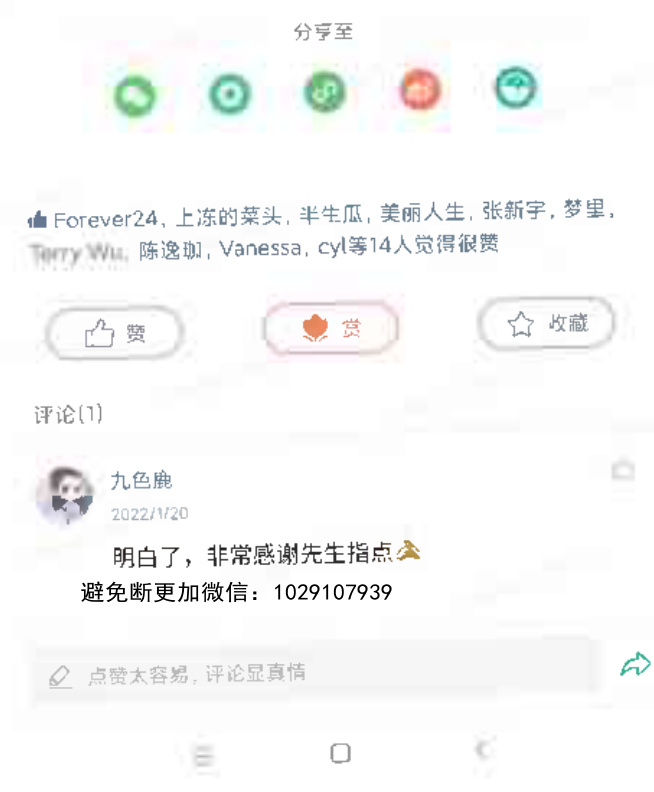 分享至
Forever24, 上冻的菜头, 半生瓜, 美丽人生, 张新宇, 梦里,
Terry Wu, 陈逸珈, Vanessa, cyl等14人觉得很赞
赞 赏 收藏
评论(1)
九色鹿
2022/1/20
明白了，非常感谢先生指点
避免断更加微信：1029107939
点赞太容易, 评论显真情